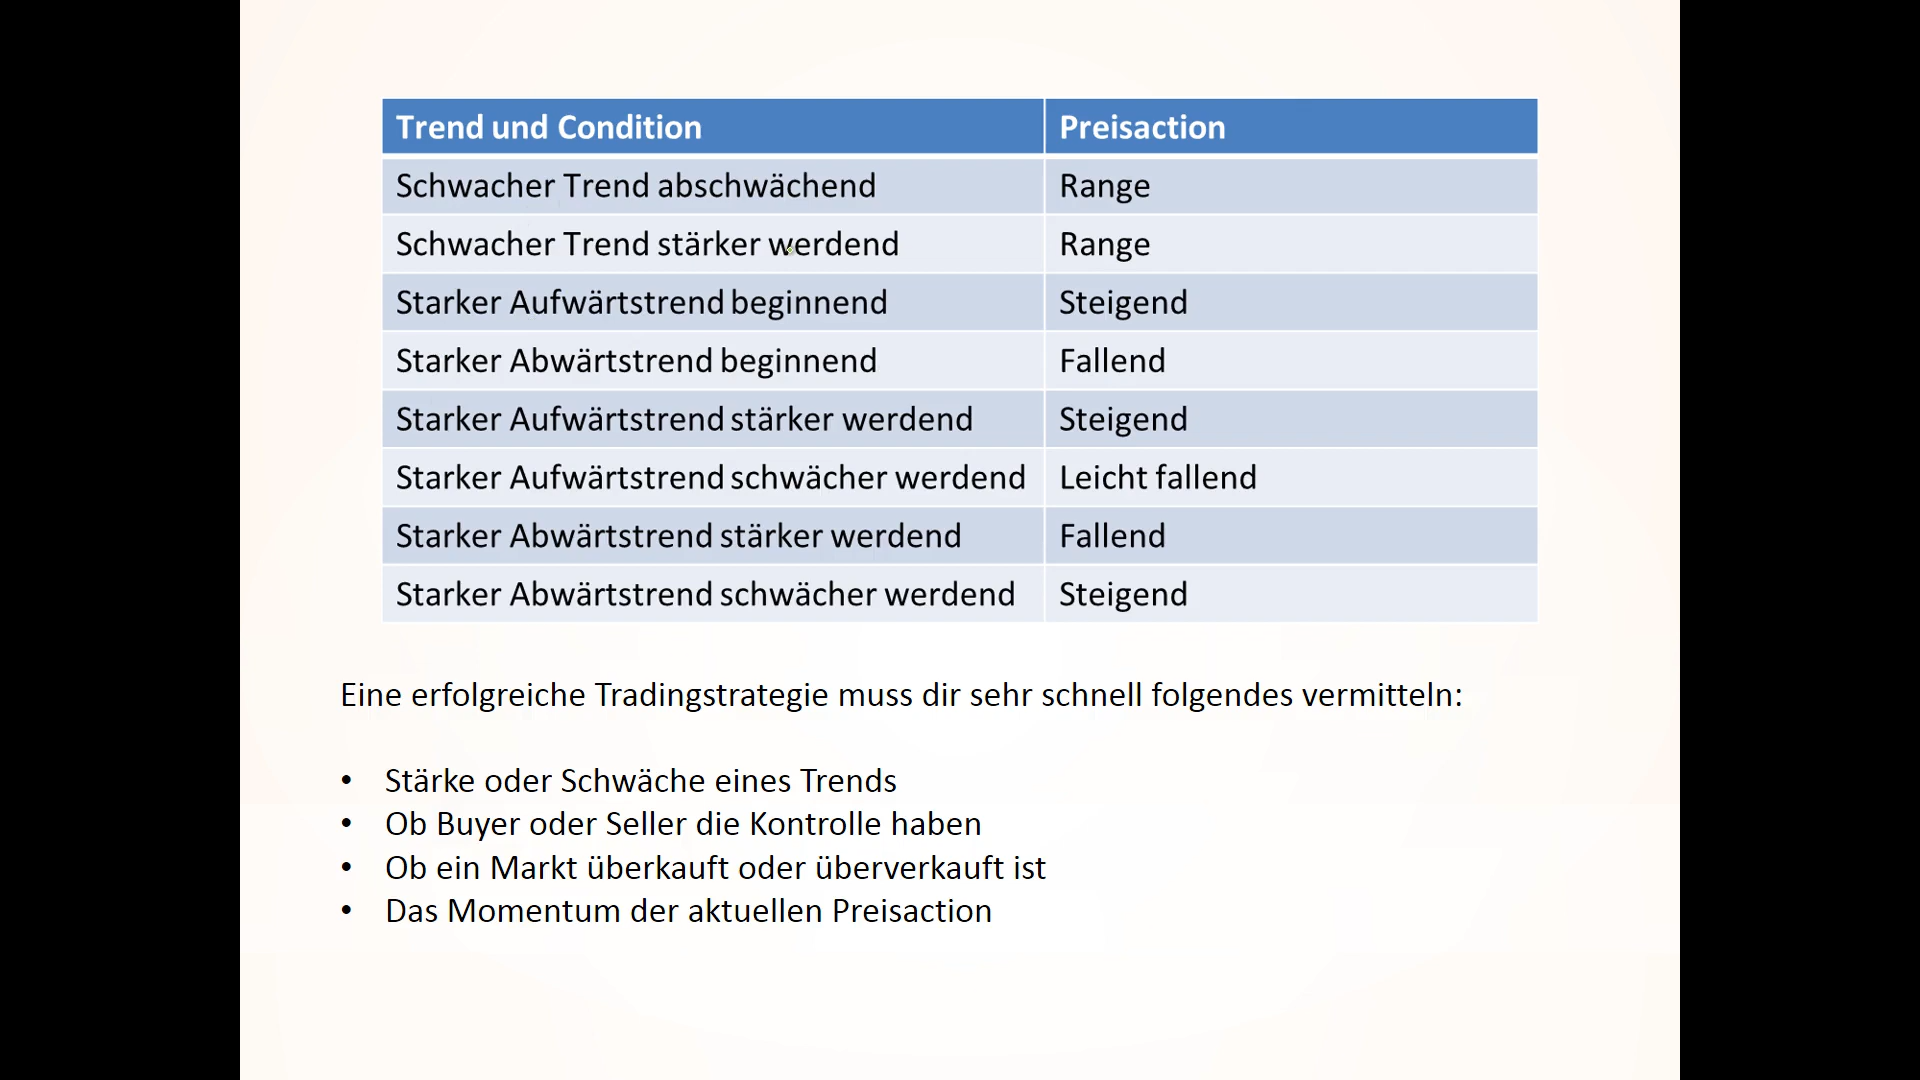 Trend und Condition Preisaction
Schwacher Trend abschwächend Range
Schwacher Trend stärker werdend Range
Starker Aufwärtstrend beginnend Steigend
Starker Abwärtstrend beginnend Fallend
Starker Aufwärtstrend stärker werdend Steigend
Starker Aufwärtstrend schwächer werdend Leicht fallend
Starker Abwärtstrend stärker werdend Fallend
Starker Abwärtstrend schwächer werdend Steigend
Eine erfolgreiche Tradingstrategie muss dir sehr schnell folgendes vermitteln:
• Stärke oder Schwäche eines Trends
• Ob Buyer oder Seller die Kontrolle haben
• Ob ein Markt überkauft oder überverkauft ist
• Das Momentum der aktuellen Preisaction